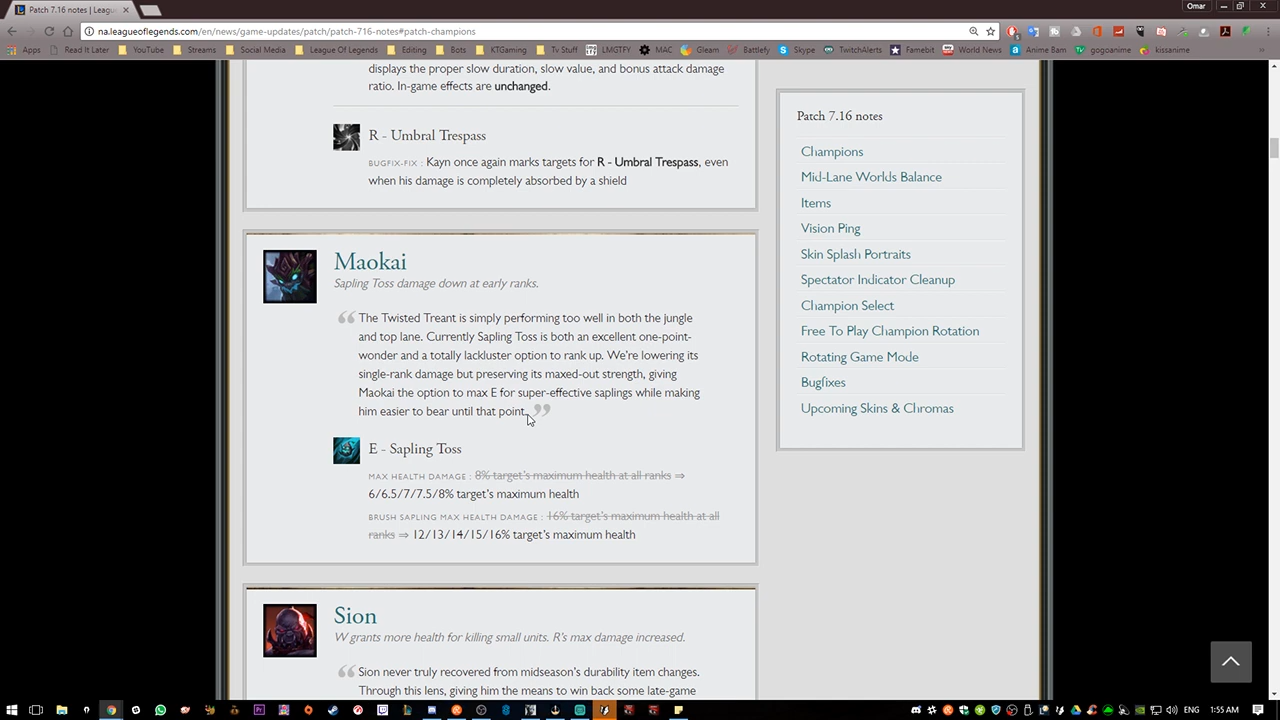 Patch 7.16 notes | Leagu
Omar
na.leagueoflegends.com/en/news/game-updates/patch/patch-716-notes#patch-champions
Apps Read It Later YouTube Streams Social Media League Of Legends Editing Bots KTGaming Tv Stuff LMGTFY MAC Gleam Battlefy Skype TwitchAlerts Famebit World News Anime Bam gogoanime kissanime
displays the proper slow duration, slow value, and bonus attack damage
ratio. In-game effects are unchanged.
R - Umbral Trespass
BUGFIX-FIX : Kayn once again marks targets for R - Umbral Trespass, even
when his damage is completely absorbed by a shield
Maokai
Sapling Toss damage down at early ranks.
“ The Twisted Treant is simply performing too well in both the jungle
and top lane. Currently Sapling Toss is both an excellent one-point-
wonder and a totally lackluster option to rank up. We're lowering its
single-rank damage but preserving its maxed-out strength, giving
Maokai the option to max E for super-effective saplings while making
him easier to bear until that point. ”
E - Sapling Toss
MAX HEALTH DAMAGE : 8% target's maximum health at all ranks ⇒
6/6.5/7/7.5/8% target's maximum health
BRUSH SAPLING MAX HEALTH DAMAGE : 16% target's maximum health at all
ranks ⇒ 12/13/14/15/16% target's maximum health
Sion
W grants more health for killing small units. R's max damage increased.
“ Sion never truly recovered from midseason's durability item changes.
Through this lens, giving him the means to win back some late-game
Patch 7.16 notes
Champions
Mid-Lane Worlds Balance
Items
Vision Ping
Skin Splash Portraits
Spectator Indicator Cleanup
Champion Select
Free To Play Champion Rotation
Rotating Game Mode
Bugfixes
Upcoming Skins & Chromas
ENG 1:55 AM